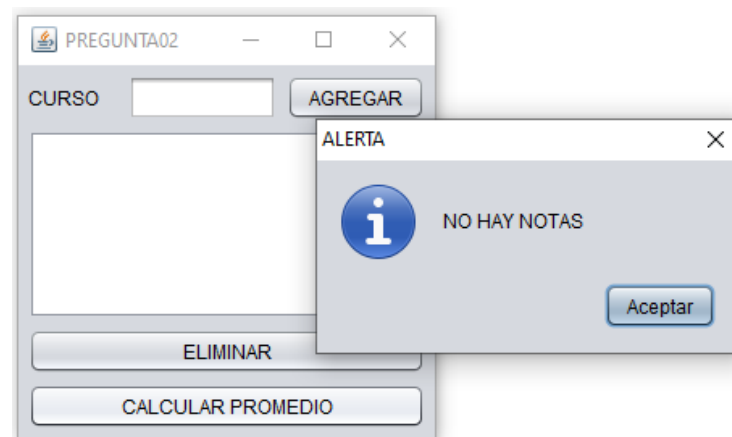 PREGUNTA02
CURSO
AGREGAR
ALERTA
NO HAY NOTAS
Aceptar
ELIMINAR
CALCULAR PROMEDIO